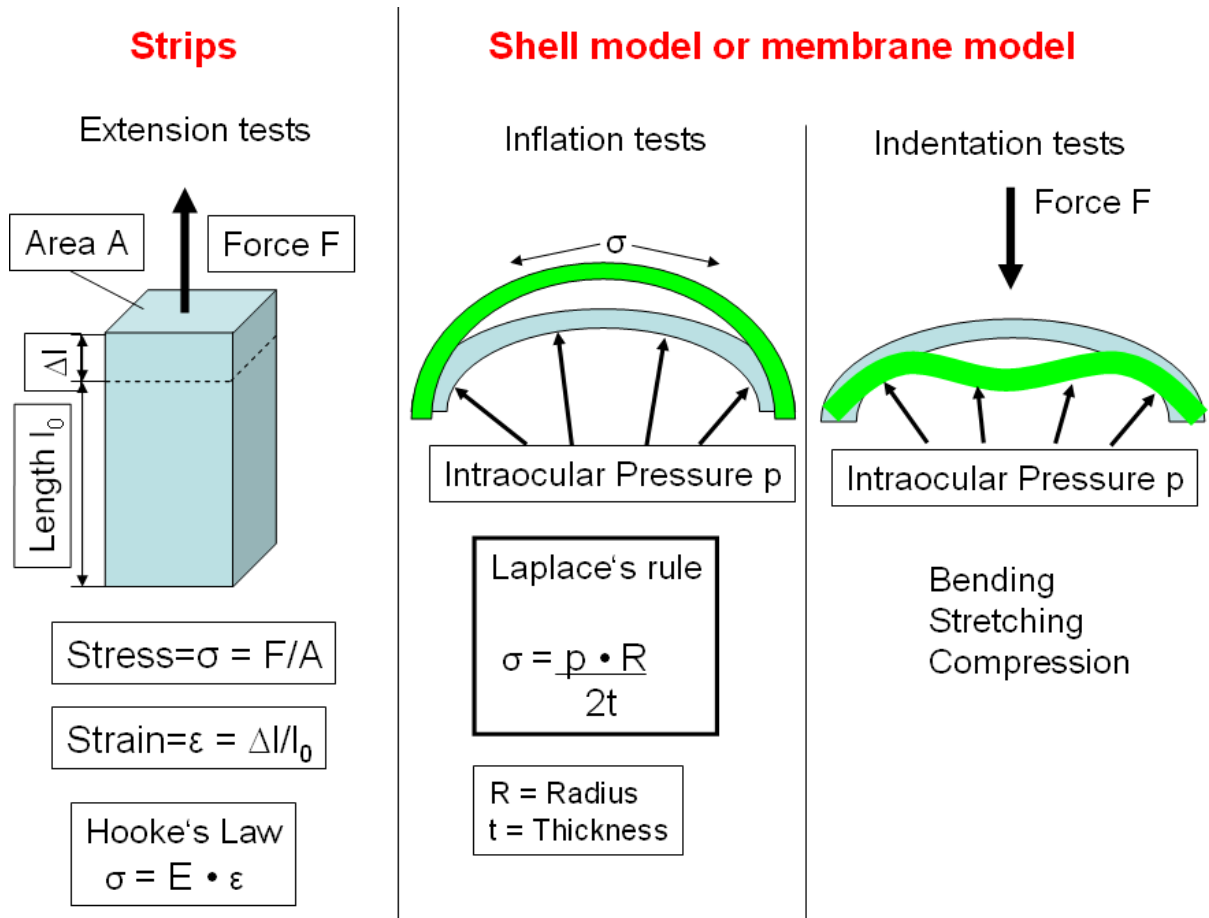 Strips
Extension tests
Area A
Force F
Δl
Length l₀
Stress=σ = F/A
Strain=ε = Δl/l₀
Hooke‘s Law
σ = E • ε
Shell model or membrane model
Inflation tests
σ
Intraocular Pressure p
Laplace‘s rule
σ = p • R
2t
R = Radius
t = Thickness
Indentation tests
Force F
Intraocular Pressure p
Bending
Stretching
Compression